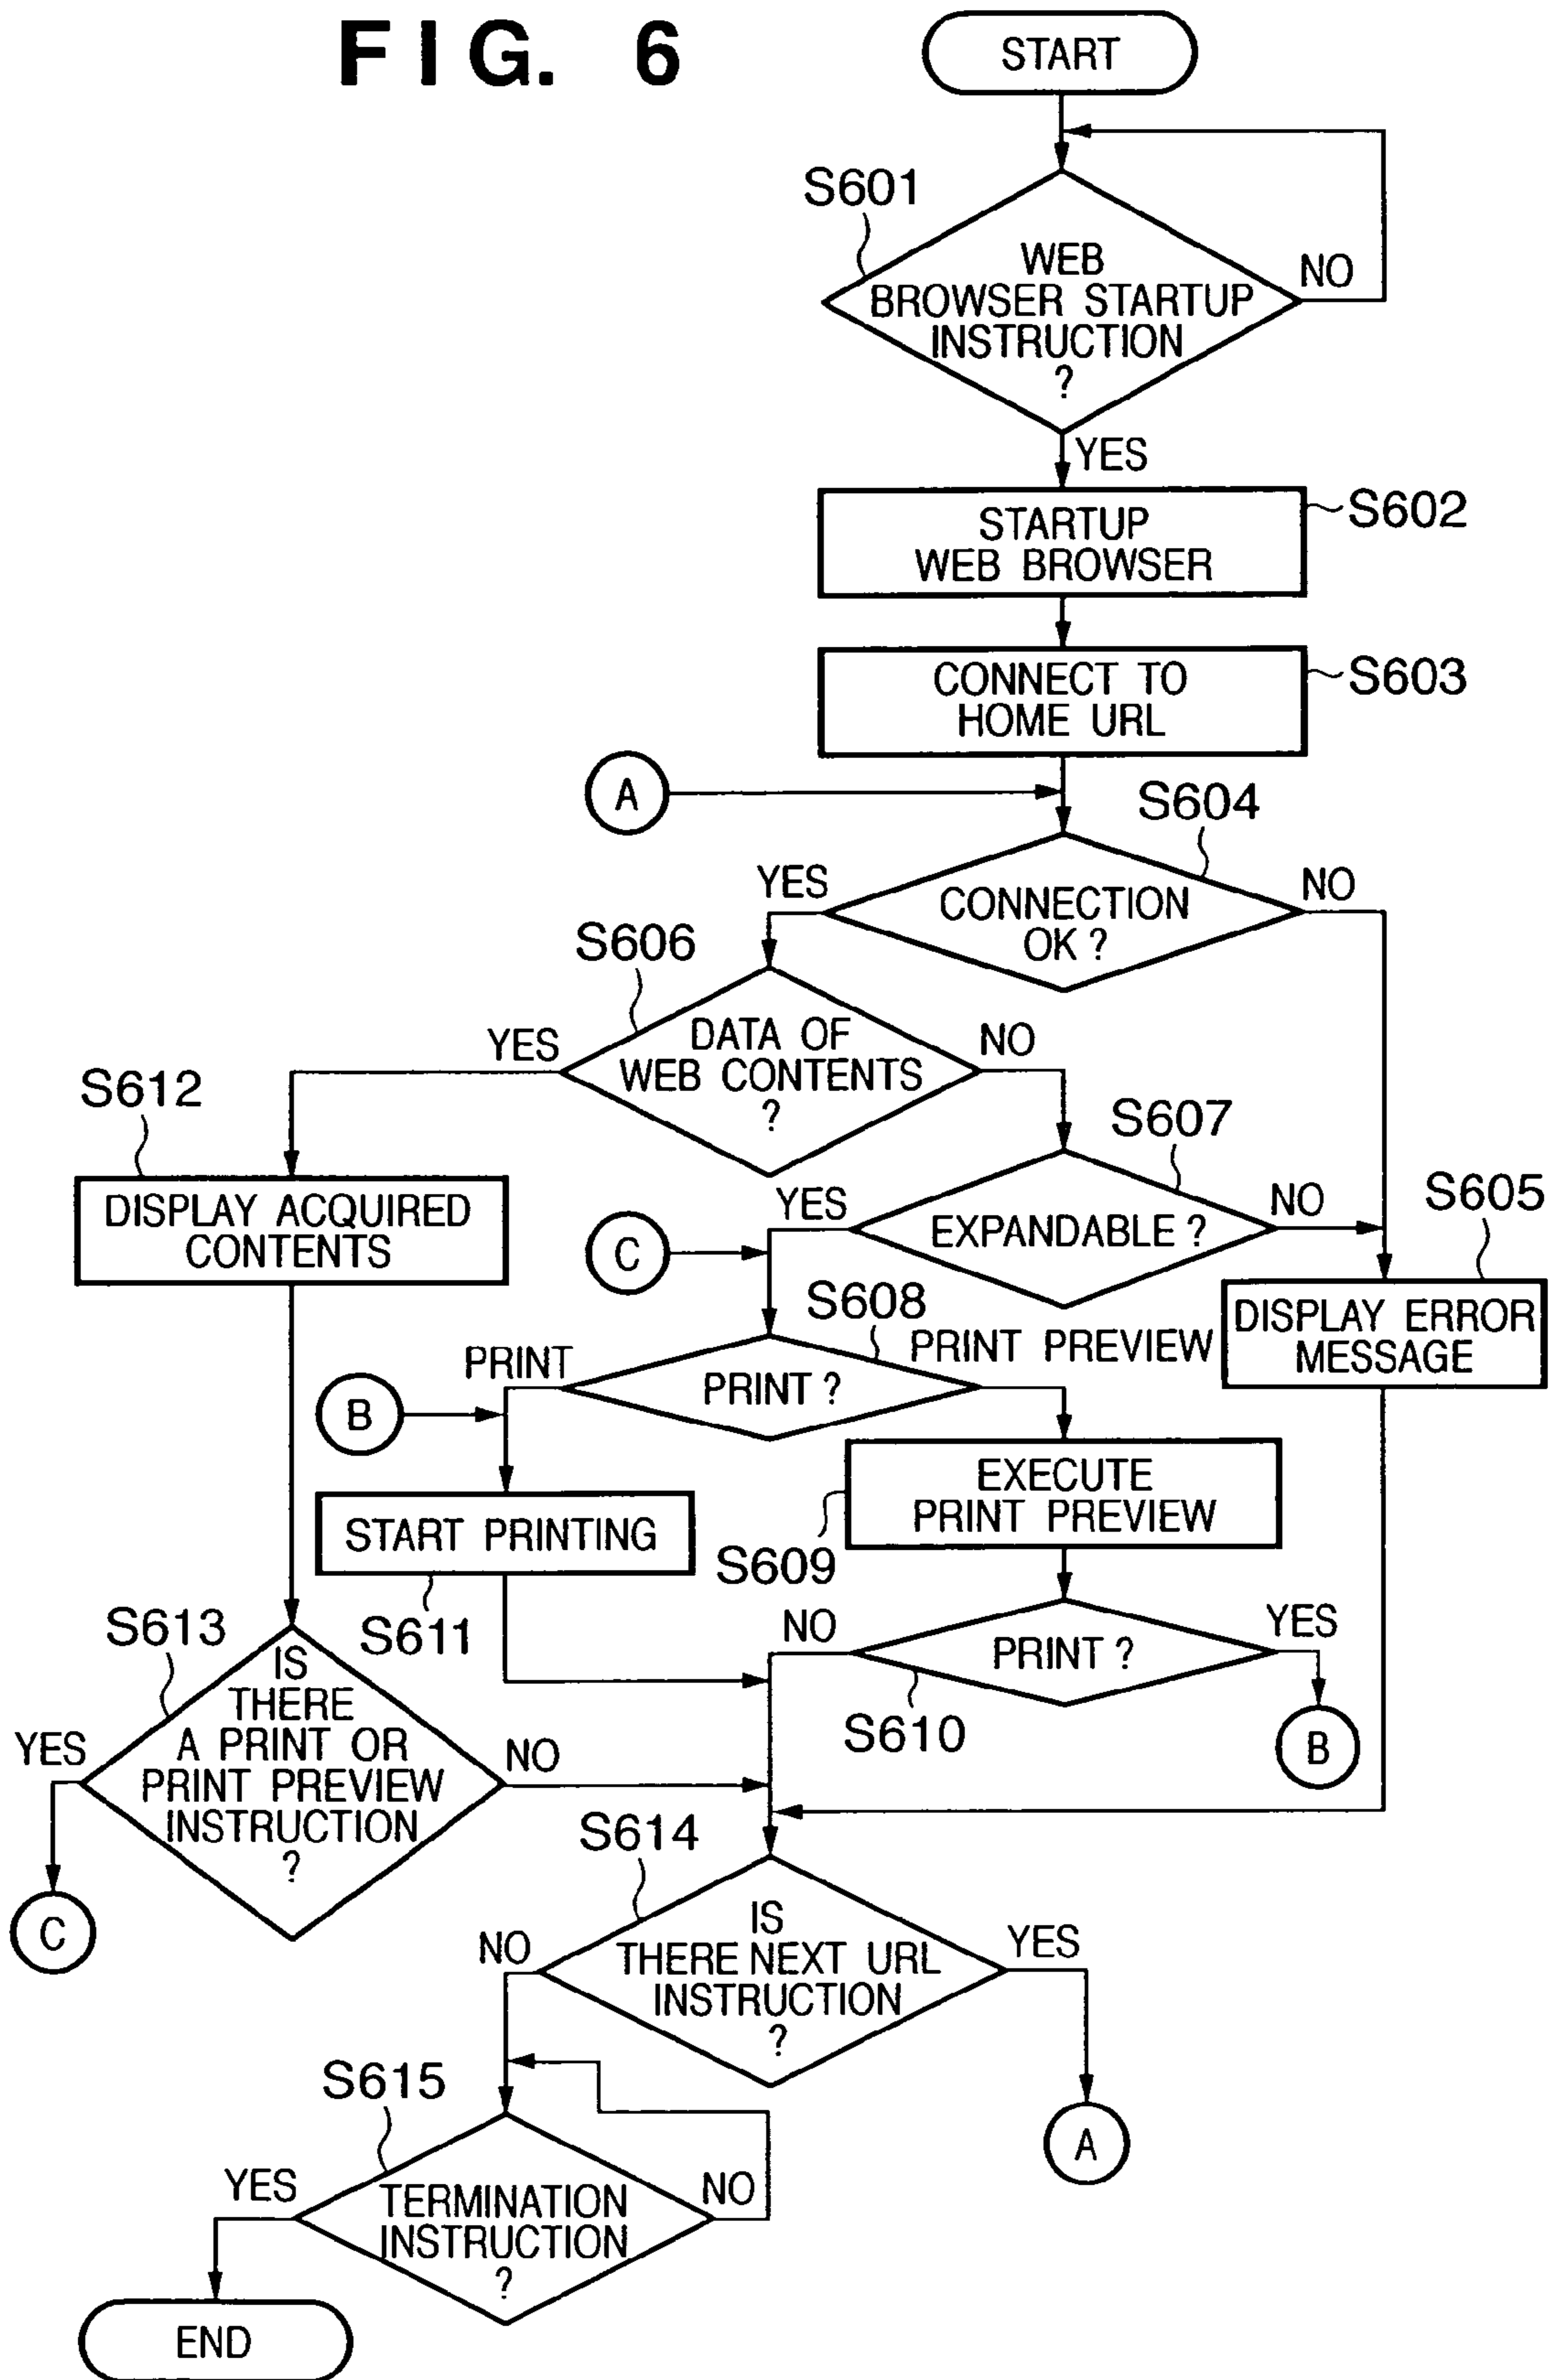 FIG. 6
START
S601
WEB
BROWSER STARTUP
INSTRUCTION
?
NO
YES
STARTUP
WEB BROWSER
S602
CONNECT TO
HOME URL
S603
A
S604
YES
CONNECTION
OK ?
NO
S606
YES
DATA OF
WEB CONTENTS
?
NO
S612
DISPLAY ACQUIRED
CONTENTS
S607
YES
EXPANDABLE ?
NO
S605
C
DISPLAY ERROR
MESSAGE
S608
PRINT
PRINT ?
PRINT PREVIEW
B
START PRINTING
S611
EXECUTE
PRINT PREVIEW
S609
NO
PRINT ?
YES
S610
B
S613
IS
THERE
A PRINT OR
PRINT PREVIEW
INSTRUCTION
?
YES
NO
C
S614
IS
THERE NEXT URL
INSTRUCTION
?
NO
YES
A
S615
YES
TERMINATION
INSTRUCTION
?
NO
END